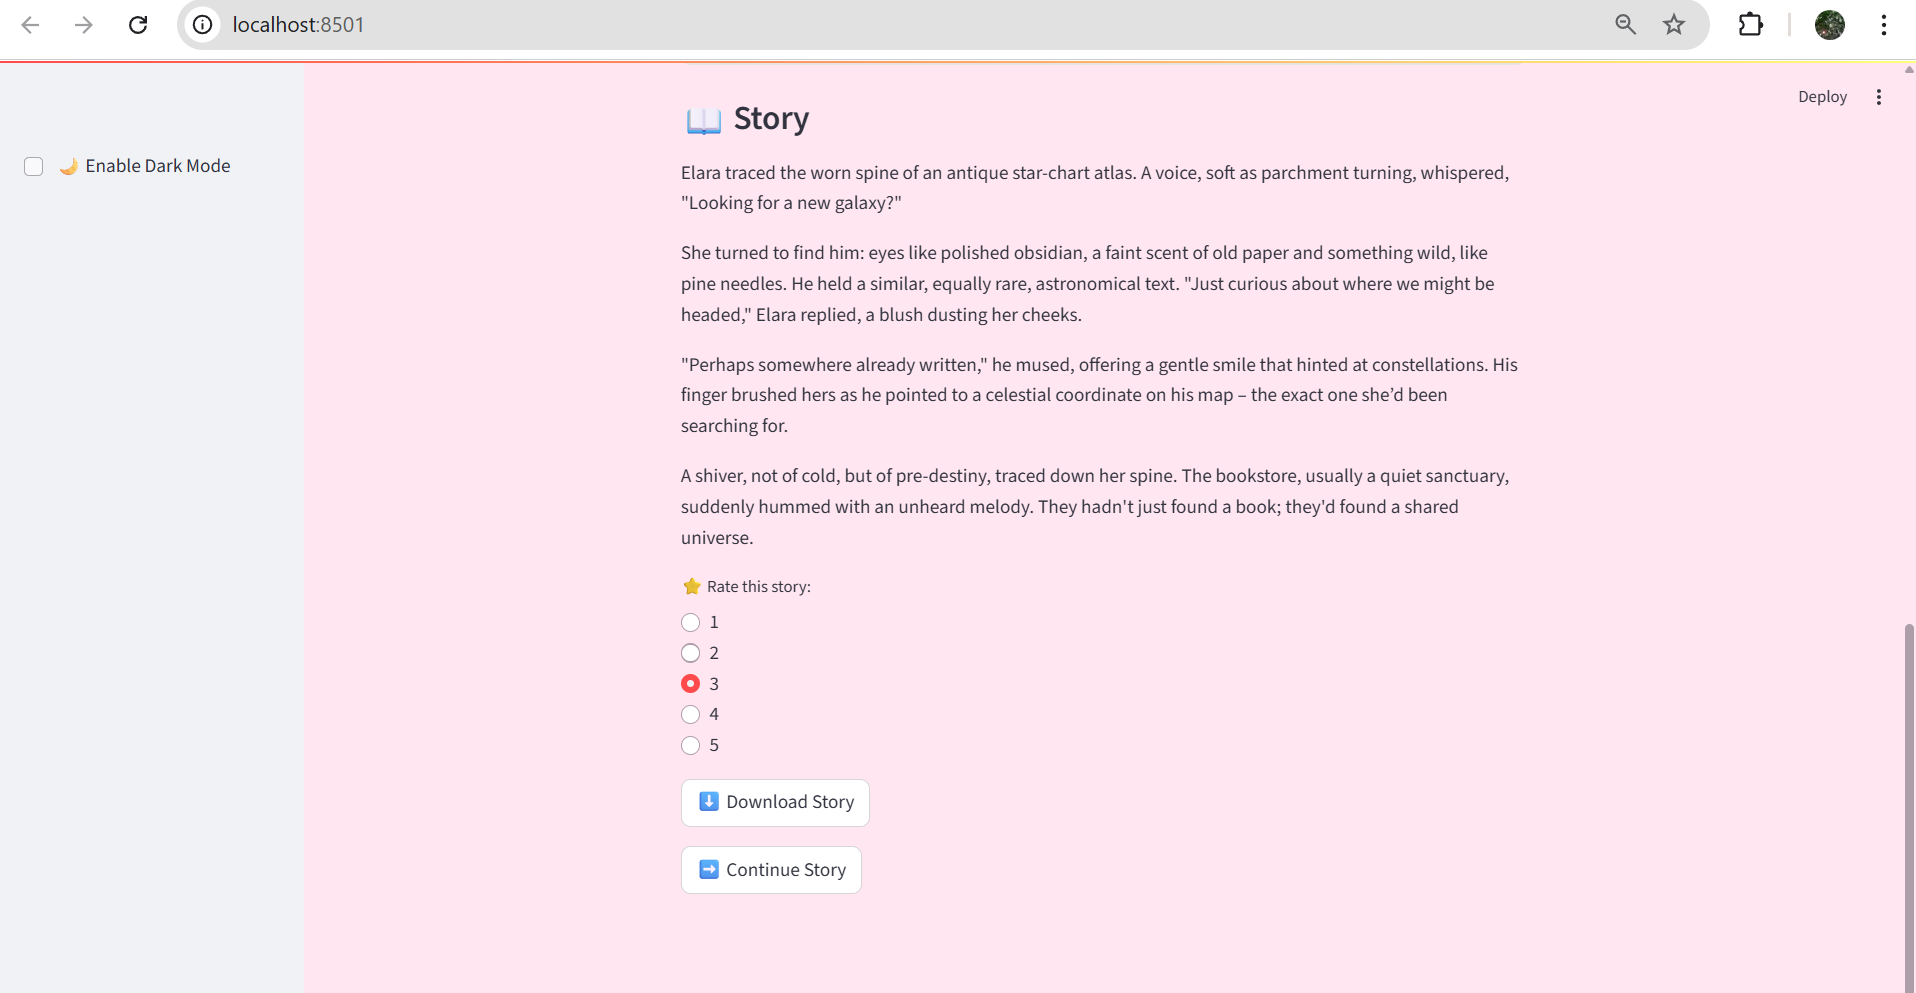 localhost:8501
Deploy
Enable Dark Mode
Story
Elara traced the worn spine of an antique star-chart atlas. A voice, soft as parchment turning, whispered,
"Looking for a new galaxy?"
She turned to find him: eyes like polished obsidian, a faint scent of old paper and something wild, like
pine needles. He held a similar, equally rare, astronomical text. "Just curious about where we might be
headed," Elara replied, a blush dusting her cheeks.
"Perhaps somewhere already written," he mused, offering a gentle smile that hinted at constellations. His
finger brushed hers as he pointed to a celestial coordinate on his map – the exact one she’d been
searching for.
A shiver, not of cold, but of pre-destiny, traced down her spine. The bookstore, usually a quiet sanctuary,
suddenly hummed with an unheard melody. They hadn't just found a book; they'd found a shared
universe.
Rate this story:
1
2
3
4
5
Download Story
Continue Story